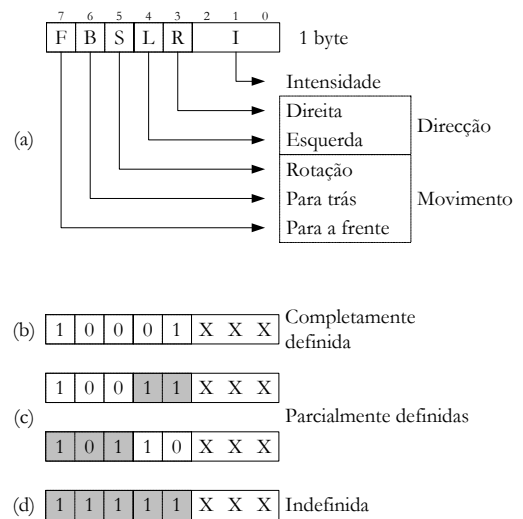 7 6 5 4 3 2 1 0
F B S L R I 1 byte
Intensidade
Direita
Esquerda
Direcção
(a)
Rotação
Para trás
Para a frente
Movimento
(b) 1 0 0 0 1 X X X Completamente
definida
1 0 0 1 1 X X X
(c) Parcialmente definidas
1 0 1 1 0 X X X
(d) 1 1 1 1 1 X X X Indefinida